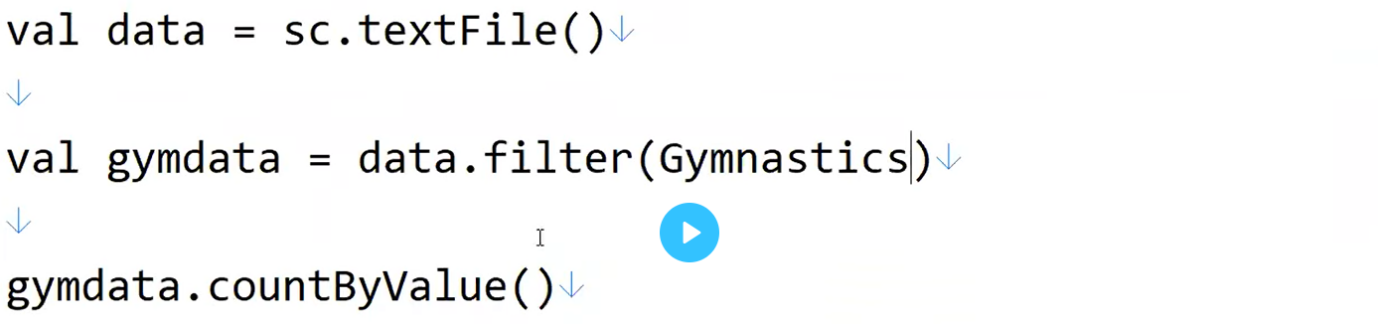 val data = sc.textFile()
val gymdata = data.filter(Gymnastics)
gymdata.countByValue()